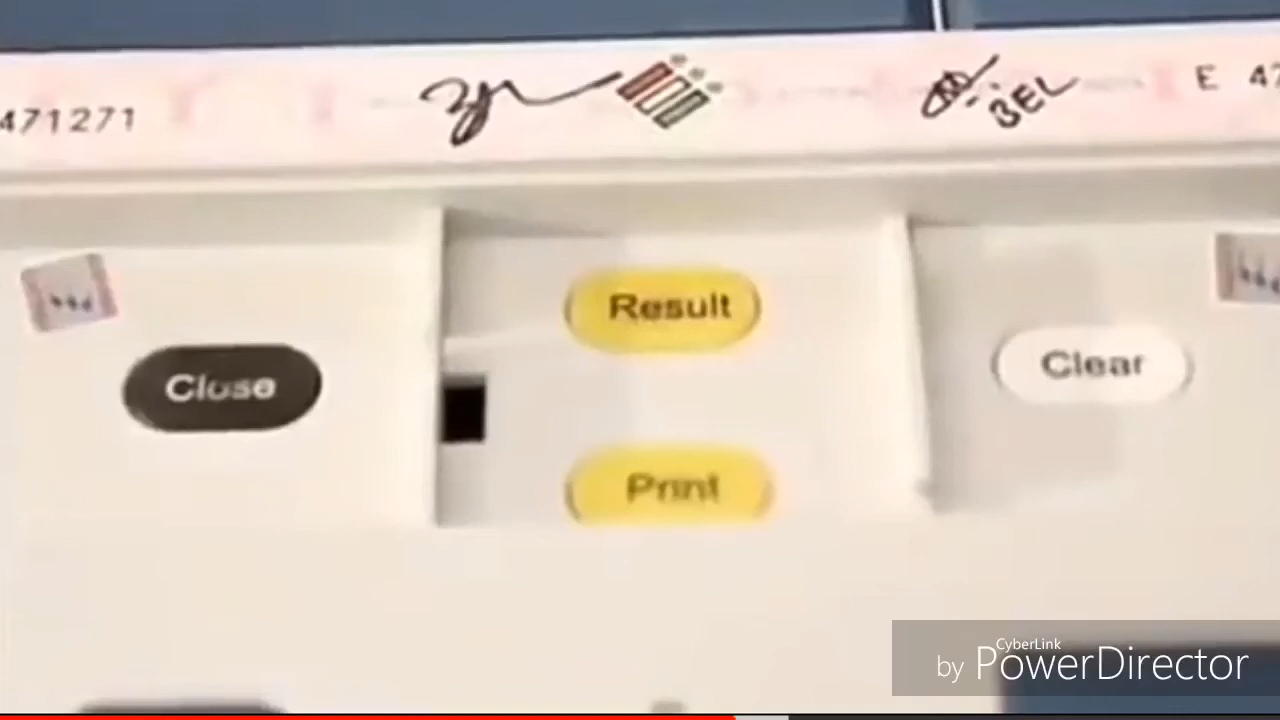 471271
BEL
E 47
Result
Close
Clear
Print
CyberLink
by PowerDirector